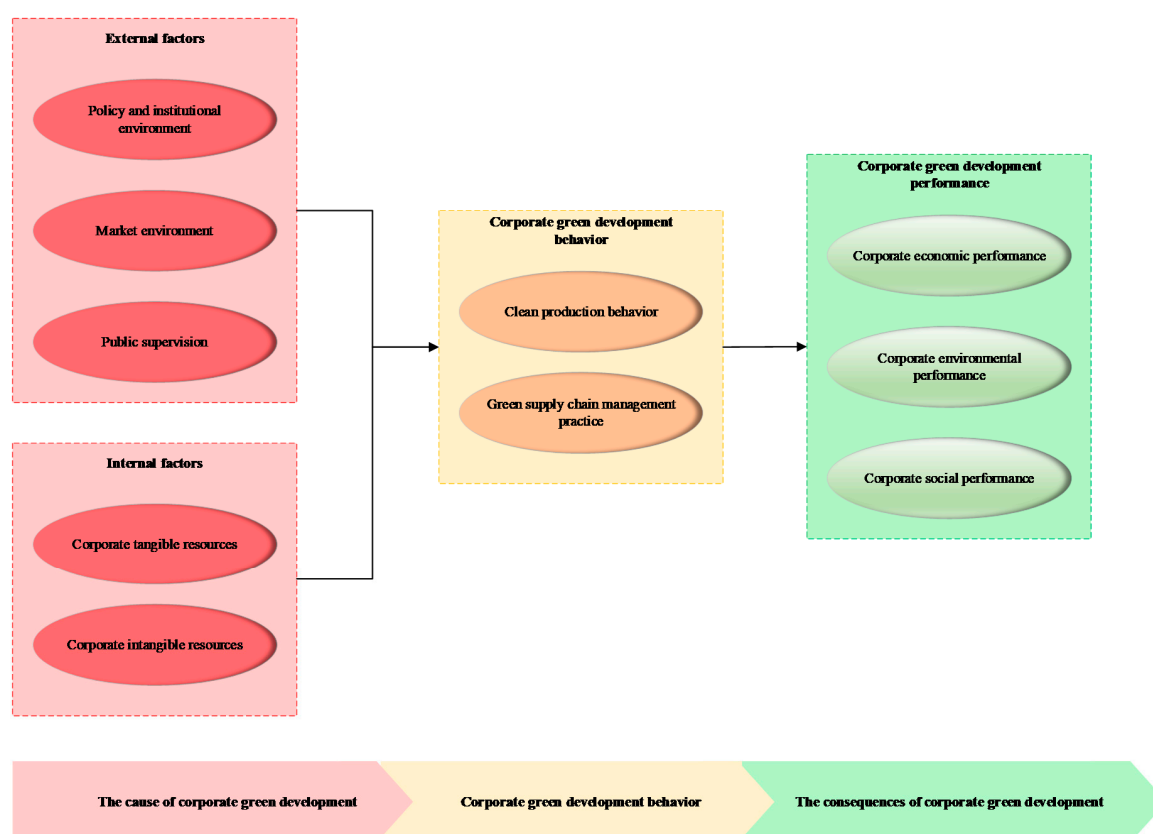 External factors
Policy and institutional
environment
Market environment
Public supervision
Internal factors
Corporate tangible resources
Corporate intangible resources
Corporate green development
behavior
Clean production behavior
Green supply chain management
practice
Corporate green development
performance
Corporate economic performance
Corporate environmental
performance
Corporate social performance
The cause of corporate green development
Corporate green development behavior
The consequences of corporate green development